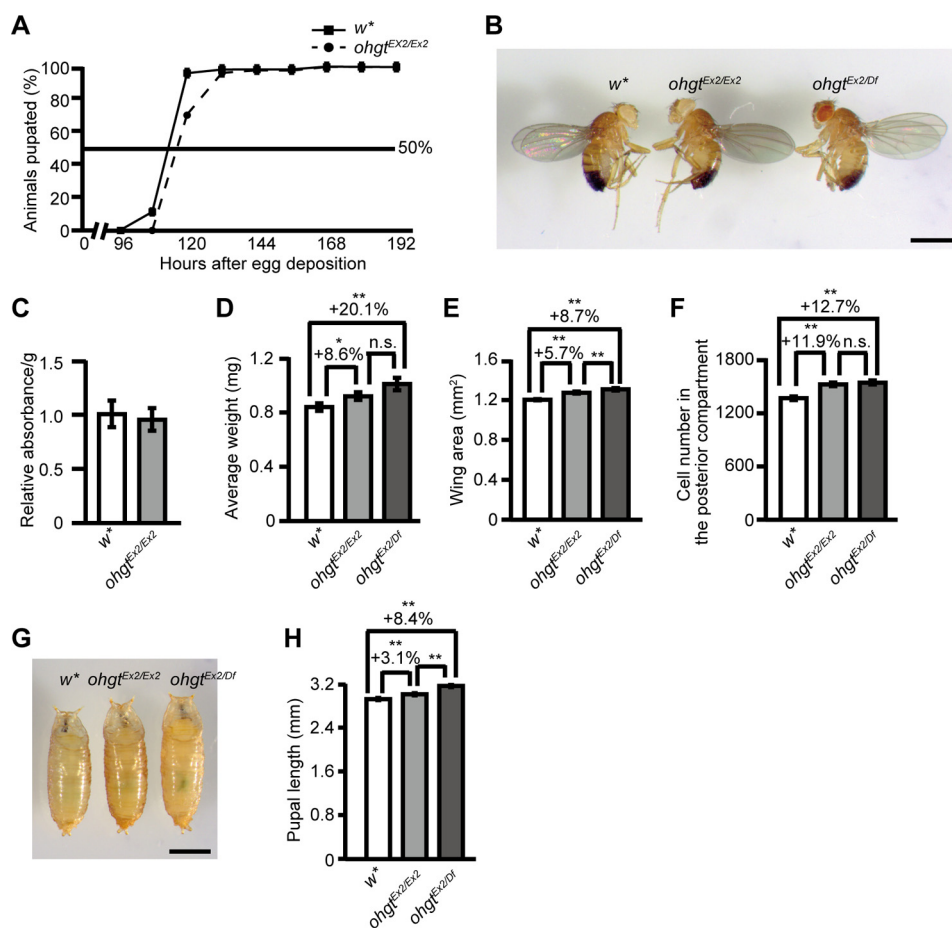 A
w*
ohgt^EX2/Ex2
Animals pupated (%)
100
80
60
40
20
0
50%
0 96 120 144 168 192
Hours after egg deposition
B
w* ohgt^Ex2/Ex2 ohgt^Ex2/Df
C
Relative absorbance/g
1.5
1.0
0.5
0
w*
ohgt^Ex2/Ex2
D
**
+20.1%
*
+8.6%
n.s.
Average weight (mg)
1.2
0.8
0.4
0
w*
ohgt^Ex2/Ex2
ohgt^Ex2/Df
E
**
+8.7%
**
+5.7%
**
Wing area (mm²)
1.6
1.2
0.8
0.4
0
w*
ohgt^Ex2/Ex2
ohgt^Ex2/Df
F
**
+12.7%
**
+11.9%
n.s.
Cell number in
the posterior compartment
1800
1200
600
0
w*
ohgt^Ex2/Ex2
ohgt^Ex2/Df
G
w* ohgt^Ex2/Ex2 ohgt^Ex2/Df
H
**
+8.4%
**
+3.1%
**
Pupal length (mm)
3.2
2.4
1.6
0.8
0
w*
ohgt^Ex2/Ex2
ohgt^Ex2/Df